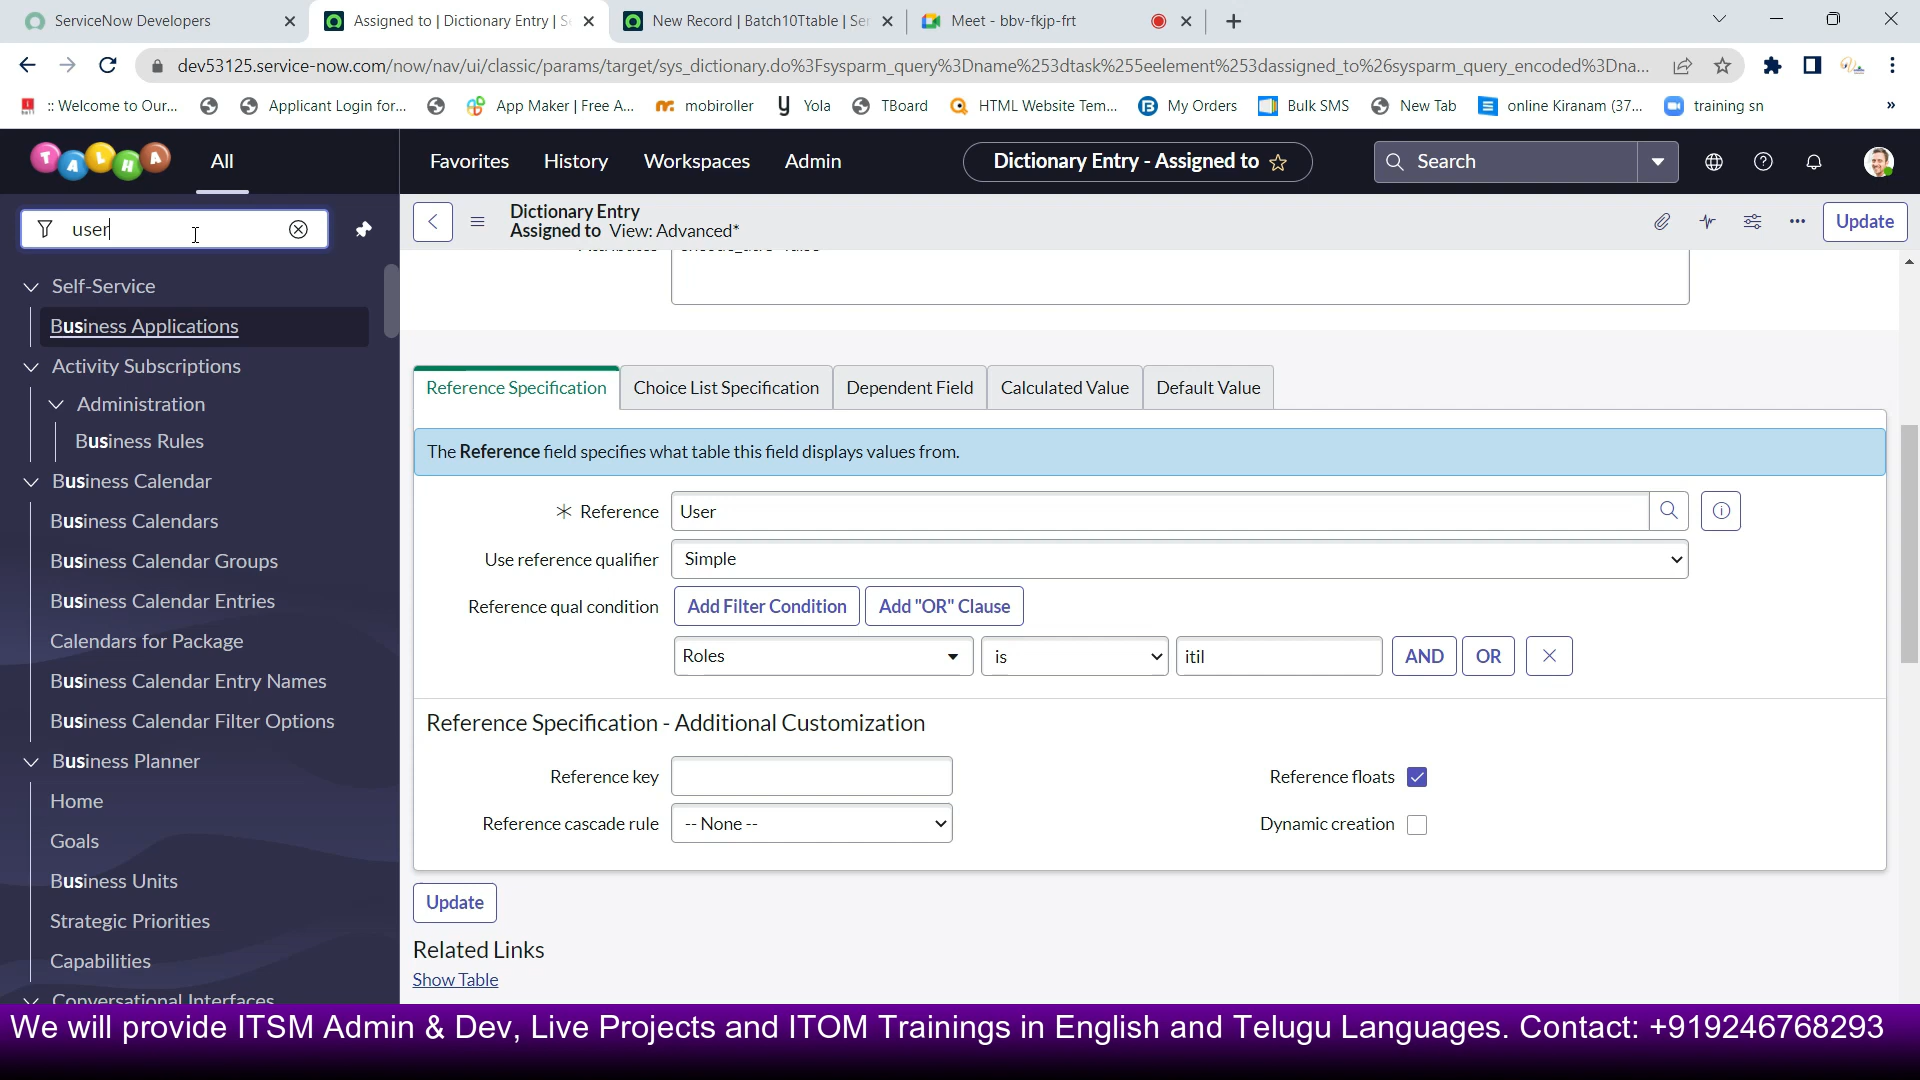 ServiceNow Developers
Assigned to | Dictionary Entry | S
New Record | Batch10Ttable | Ser
Meet - bbv-fkjp-frt
dev53125.service-now.com/now/nav/ui/classic/params/target/sys_dictionary.do%3Fsysparm_query%3Dname%253dtask%255eelement%253dassigned_to%26sysparm_query_encoded%3Dna...
:: Welcome to Our...
Applicant Login for...
App Maker | Free A...
mobiroller
Yola
TBoard
HTML Website Tem...
My Orders
Bulk SMS
New Tab
online Kiranam (37...
training sn
»
TALHA
All
Favorites
History
Workspaces
Admin
Dictionary Entry - Assigned to
Search
user
Dictionary Entry
Assigned to View: Advanced*
Update
Self-Service
Business Applications
Activity Subscriptions
Administration
Business Rules
Business Calendar
Business Calendars
Business Calendar Groups
Business Calendar Entries
Calendars for Package
Business Calendar Entry Names
Business Calendar Filter Options
Business Planner
Home
Goals
Business Units
Strategic Priorities
Capabilities
Conversational Interfaces
Reference Specification
Choice List Specification
Dependent Field
Calculated Value
Default Value
The Reference field specifies what table this field displays values from.
Reference
User
Use reference qualifier
Simple
Reference qual condition
Add Filter Condition
Add "OR" Clause
Roles
is
itil
AND
OR
Reference Specification - Additional Customization
Reference key
Reference floats
Reference cascade rule
-- None --
Dynamic creation
Update
Related Links
Show Table
We will provide ITSM Admin & Dev, Live Projects and ITOM Trainings in English and Telugu Languages. Contact: +919246768293